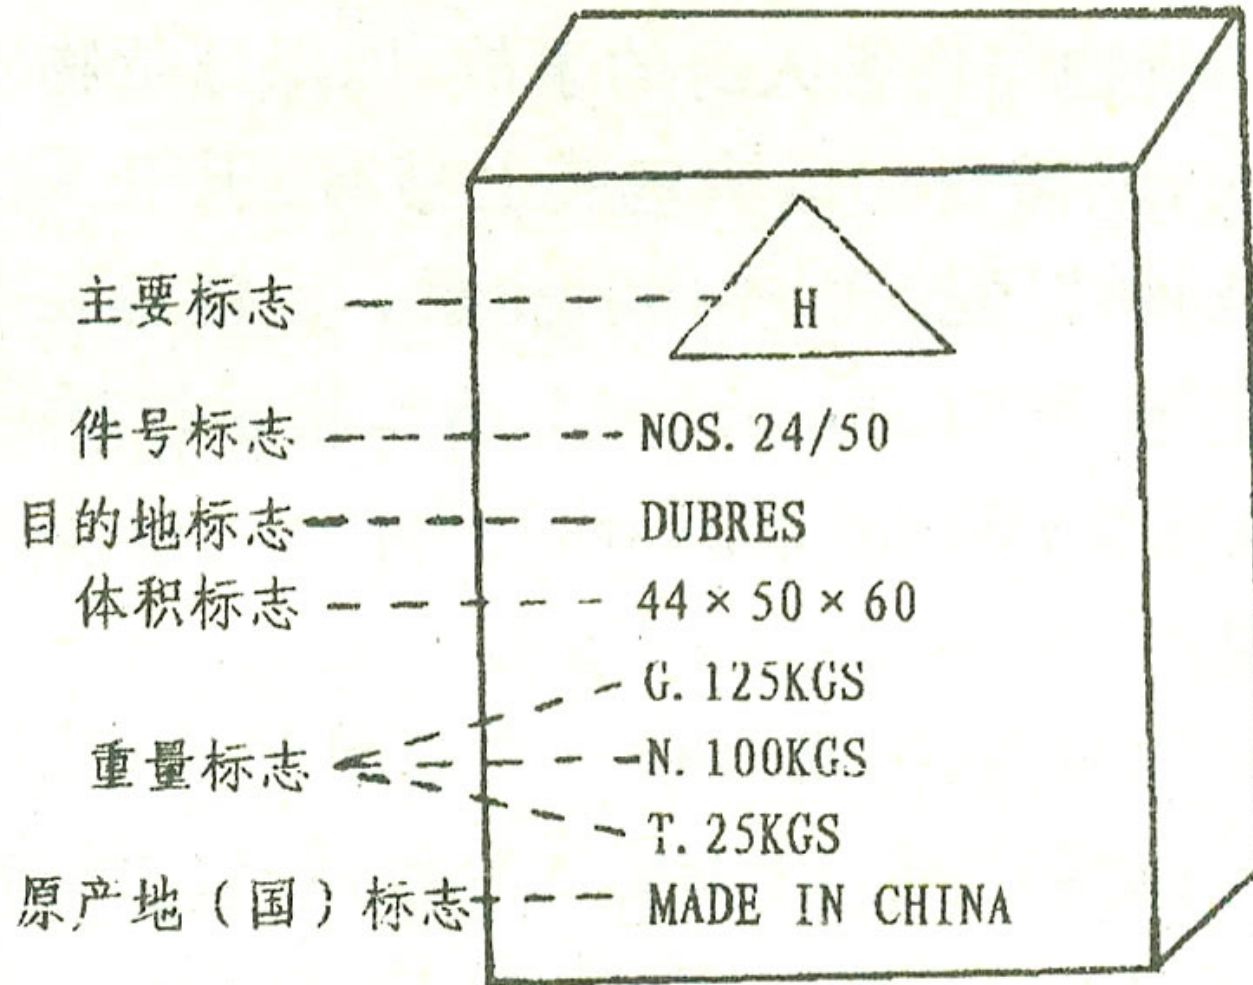 主要标志 H
件号标志 NOS. 24/50
目的地标志 DUBRES
体积标志 44 × 50 × 60
G. 125KGS
重量标志 N. 100KGS
T. 25KGS
原产地（国）标志 MADE IN CHINA